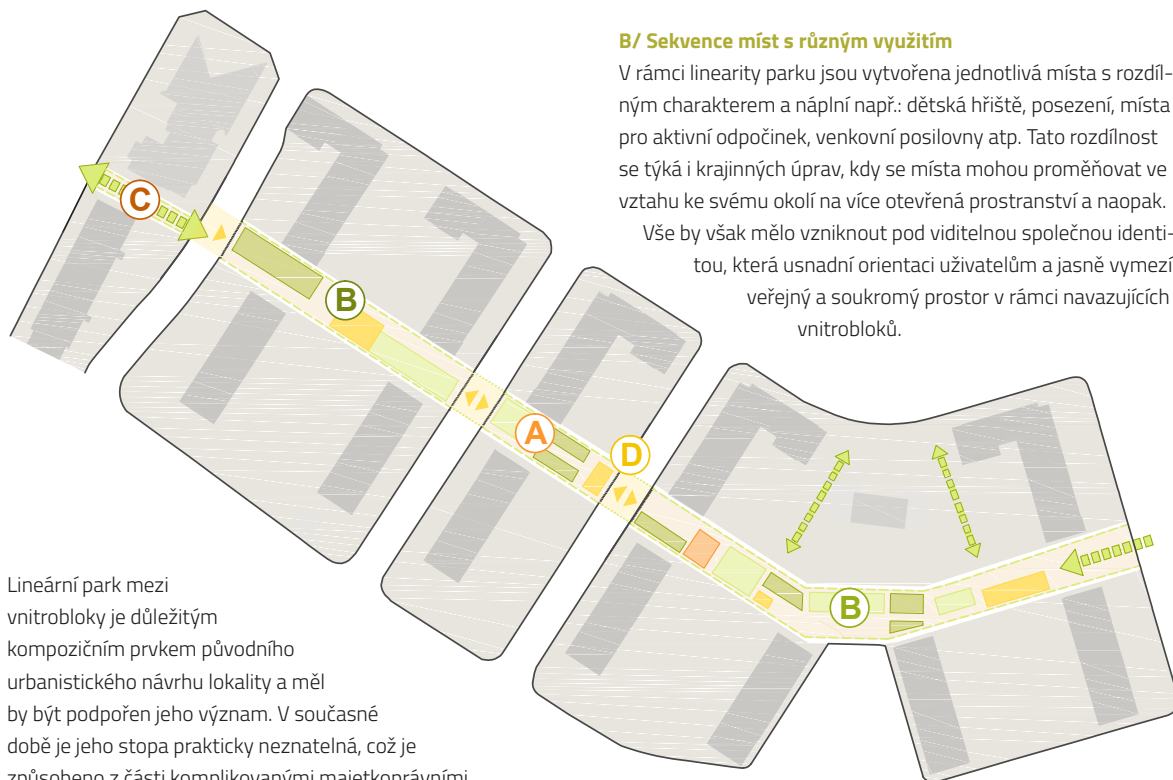 B/ Sekvence míst s různým využitím
V rámci linearity parku jsou vytvořena jednotlivá místa s rozdíl-
ným charakterem a náplní např.: dětská hřiště, posezení, místa
pro aktivní odpočinek, venkovní posilovny atp. Tato rozdílnost
se týká i krajinných úprav, kdy se místa mohou proměňovat ve
vztahu ke svému okolí na více otevřená prostranství a naopak.
Vše by však mělo vzniknout pod viditelnou společnou identi-
tou, která usnadní orientaci uživatelům a jasně vymezí
veřejný a soukromý prostor v rámci navazujících
vnitrobloků.
C
B
A
D
B
Lineární park mezi
vnitrobloky je důležitým
kompozičním prvkem původního
urbanistického návrhu lokality a měl
by být podpořen jeho význam. V současné
době je jeho stopa prakticky neznatelná, což je
způsobeno z části komplikovanými majetkoprávními